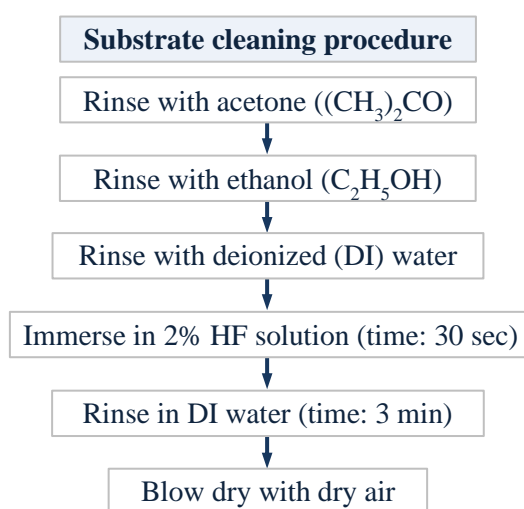 Substrate cleaning procedure
Rinse with acetone ((CH₃)₂CO)
Rinse with ethanol (C₂H₅OH)
Rinse with deionized (DI) water
Immerse in 2% HF solution (time: 30 sec)
Rinse in DI water (time: 3 min)
Blow dry with dry air